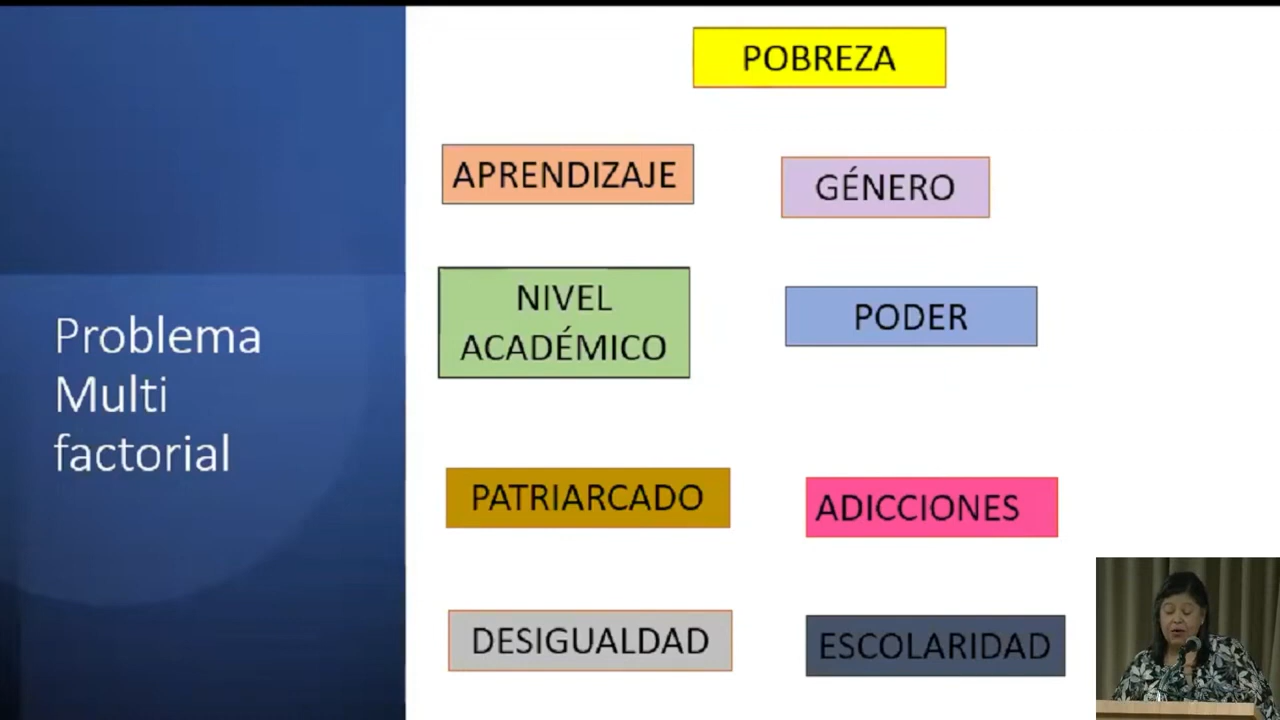 Problema
Multi
factorial
POBREZA
APRENDIZAJE
GÉNERO
NIVEL
ACADÉMICO
PODER
PATRIARCADO
ADICCIONES
DESIGUALDAD
ESCOLARIDAD